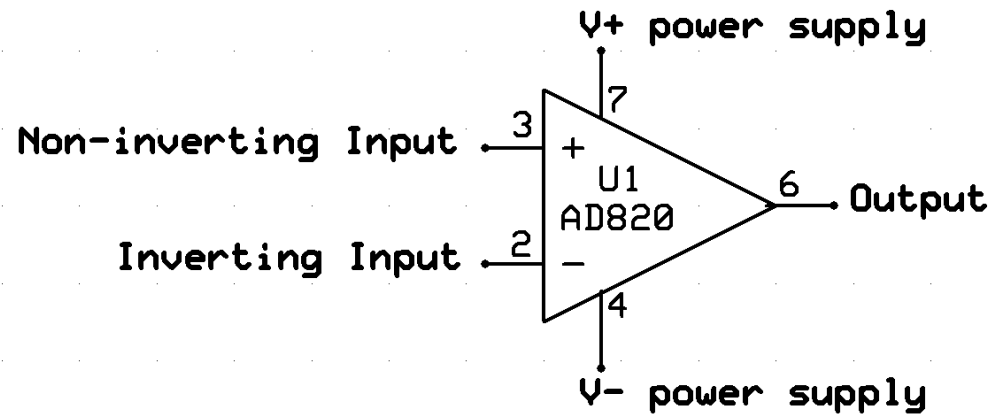 V+ power supply
7
Non-inverting Input 3 +
U1
AD820
6 Output
Inverting Input 2 -
4
V- power supply